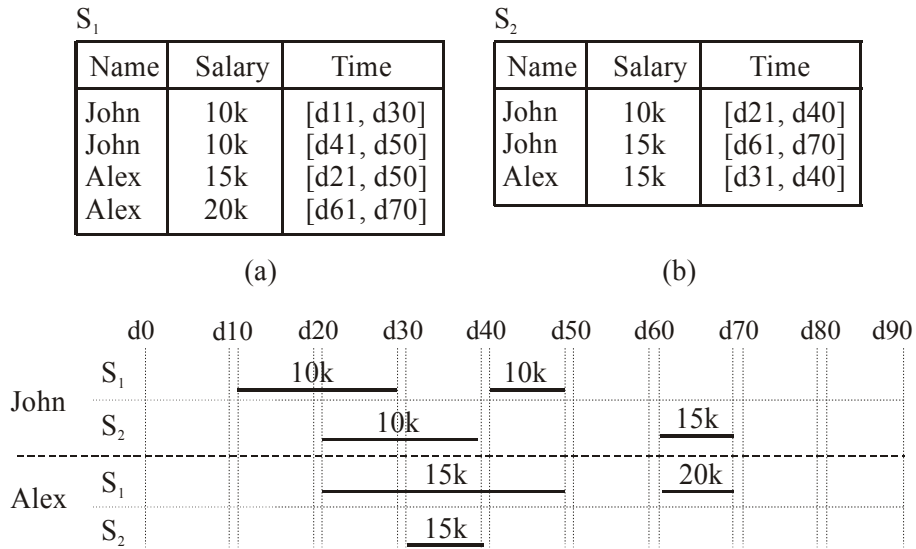 S₁ S₂
Name Salary Time Name Salary Time
John 10k [d11, d30] John 10k [d21, d40]
John 10k [d41, d50] John 15k [d61, d70]
Alex 15k [d21, d50] Alex 15k [d31, d40]
Alex 20k [d61, d70]
(a) (b)
d0 d10 d20 d30 d40 d50 d60 d70 d80 d90
S₁ 10k 10k
John
S₂ 10k 15k
S₁ 15k 20k
Alex
S₂ 15k